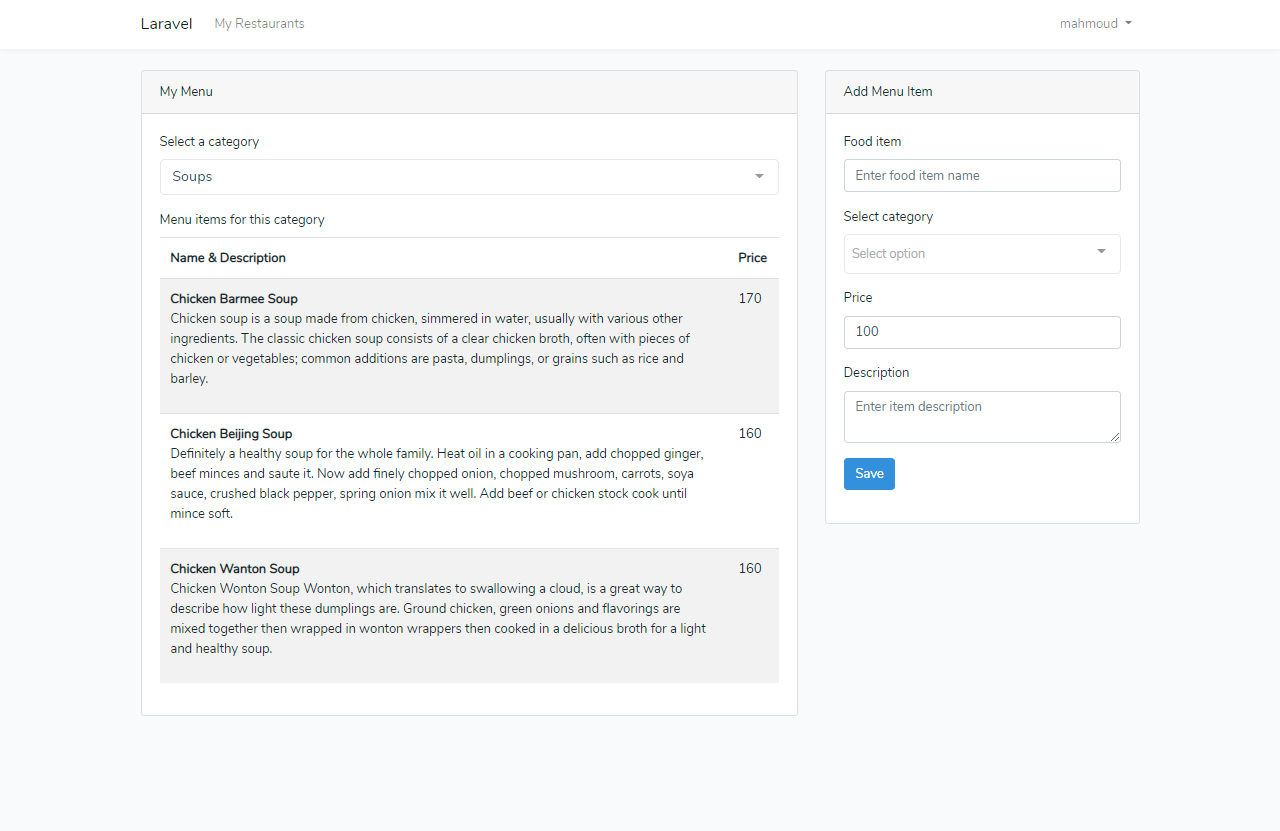 Laravel My Restaurants mahmoud
My Menu
Select a category
Soups
Menu items for this category
Name & Description Price
Chicken Barmee Soup 170
Chicken soup is a soup made from chicken, simmered in water, usually with various other
ingredients. The classic chicken soup consists of a clear chicken broth, often with pieces of
chicken or vegetables; common additions are pasta, dumplings, or grains such as rice and
barley.
Chicken Beijing Soup 160
Definitely a healthy soup for the whole family. Heat oil in a cooking pan, add chopped ginger,
beef minces and saute it. Now add finely chopped onion, chopped mushroom, carrots, soya
sauce, crushed black pepper, spring onion mix it well. Add beef or chicken stock cook until
mince soft.
Chicken Wanton Soup 160
Chicken Wonton Soup Wonton, which translates to swallowing a cloud, is a great way to
describe how light these dumplings are. Ground chicken, green onions and flavorings are
mixed together then wrapped in wonton wrappers then cooked in a delicious broth for a light
and healthy soup.
Add Menu Item
Food item
Enter food item name
Select category
Select option
Price
100
Description
Enter item description
Save